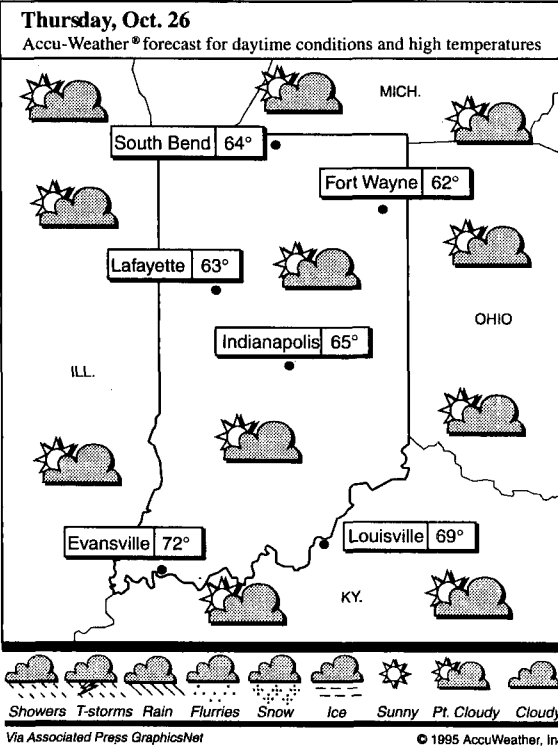 Thursday, Oct. 26
Accu-Weather® forecast for daytime conditions and high temperatures
MICH.
South Bend 64°
Fort Wayne 62°
Lafayette 63°
OHIO
Indianapolis 65°
ILL.
Evansville 72°
Louisville 69°
KY.
Showers T-storms Rain Flurries Snow Ice Sunny Pt. Cloudy Cloudy
Via Associated Press GraphicsNet
© 1995 AccuWeather, In